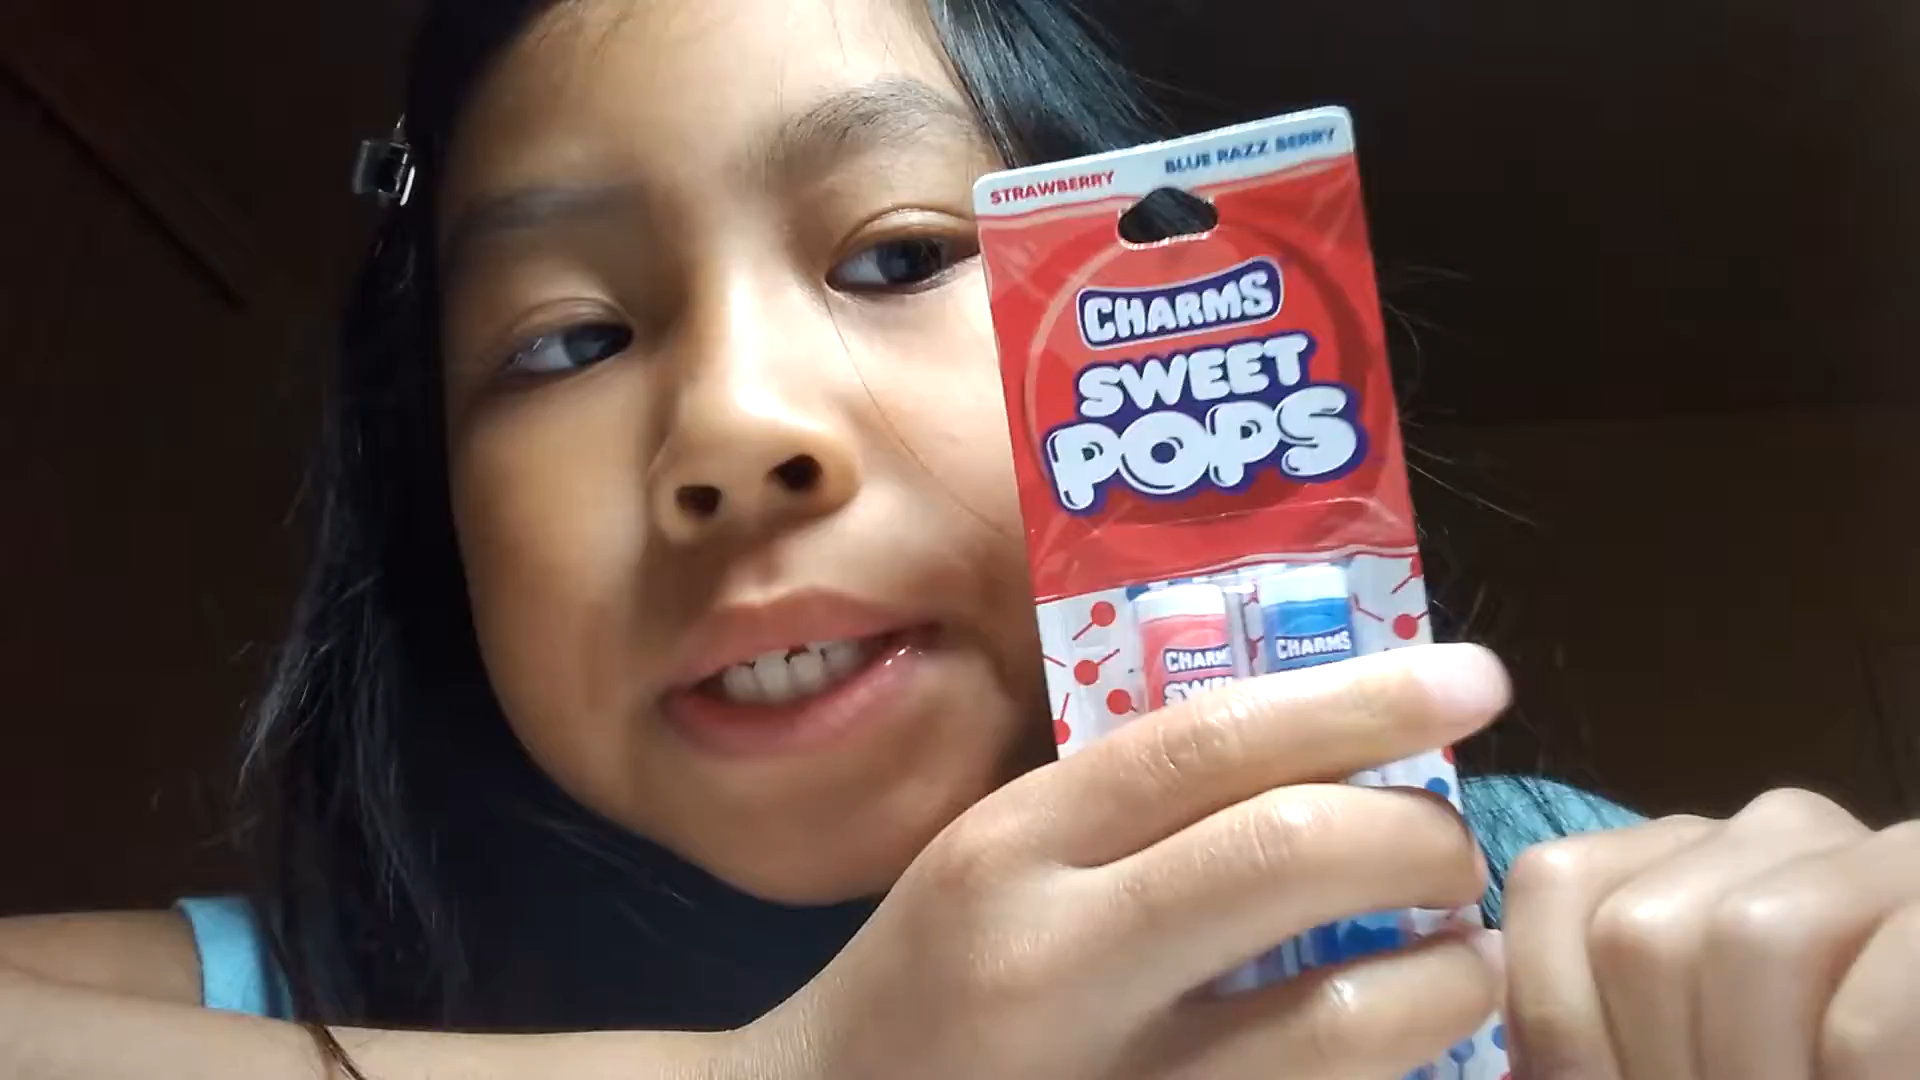 STRAWBERRY
BLUE RAZZ BERRY
CHARMS
SWEET
POPS
CHARMS
CHARMS